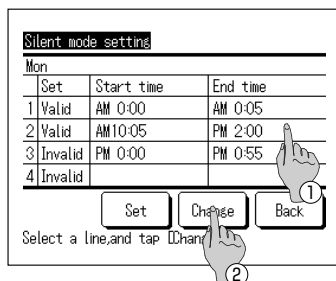 Silent mode setting
Mon
Set Start time End time
1 Valid AM 0:00 AM 0:05
2 Valid AM10:05 PM 2:00
3 Invalid PM 0:00 PM 0:55
4 Invalid
①
Set Change Back
Select a line,and tap [Chan
②